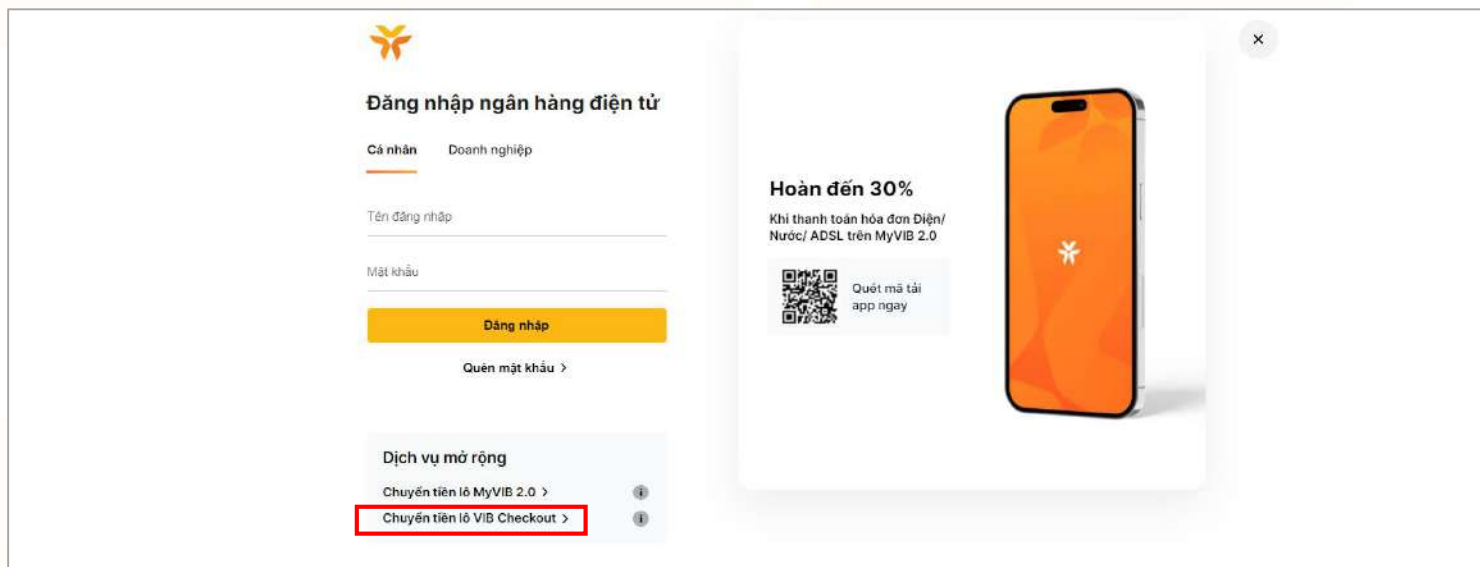 Đăng nhập ngân hàng điện tử
Cá nhân Doanh nghiệp
Tên đăng nhập
Mật khẩu
Đăng nhập
Quên mật khẩu >
Dịch vụ mở rộng
Chuyển tiền lô MyVIB 2.0 >
Chuyển tiền lô VIB Checkout >
Hoàn đến 30%
Khi thanh toán hóa đơn Điện/
Nước/ ADSL trên MyVIB 2.0
Quét mã tải
app ngay